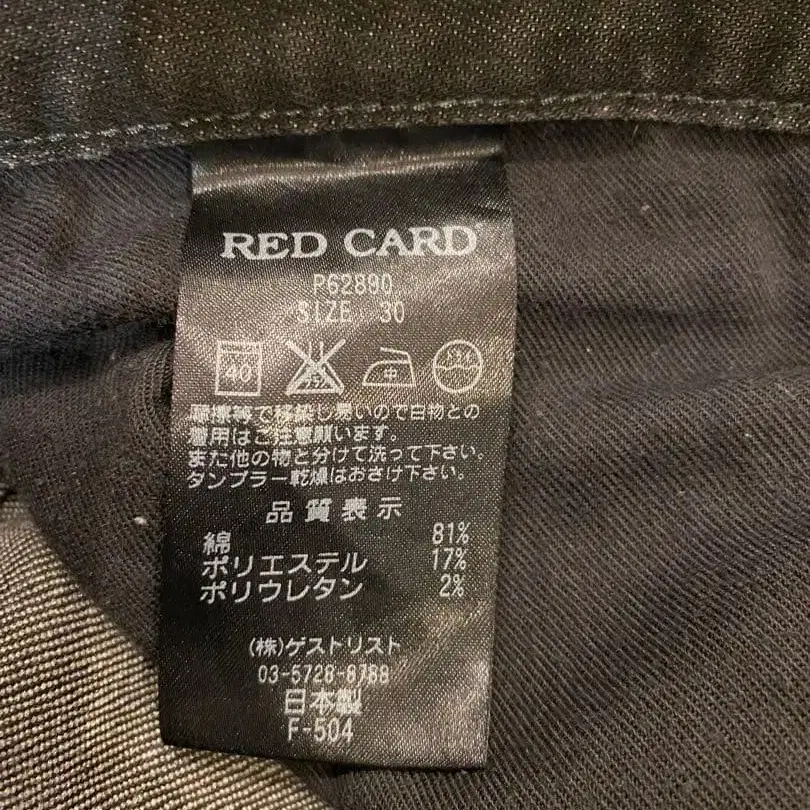 RED CARD
P62890
SIZE 30
40
中
摩擦等で移染し易いので白物との
着用はご注意願います。
また他の物と分けて洗って下さい。
タンブラー乾燥はおさけ下さい。
品質表示
綿 81%
ポリエステル 17%
ポリウレタン 2%
(株)ゲストリスト
03-5728-8788
日本製
F-504